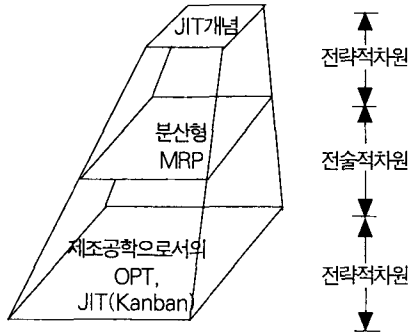 JIT개념
전략적차원
분산형
MRP
전술적차원
제조공학으로서의
OPT,
JIT(Kanban)
전략적차원